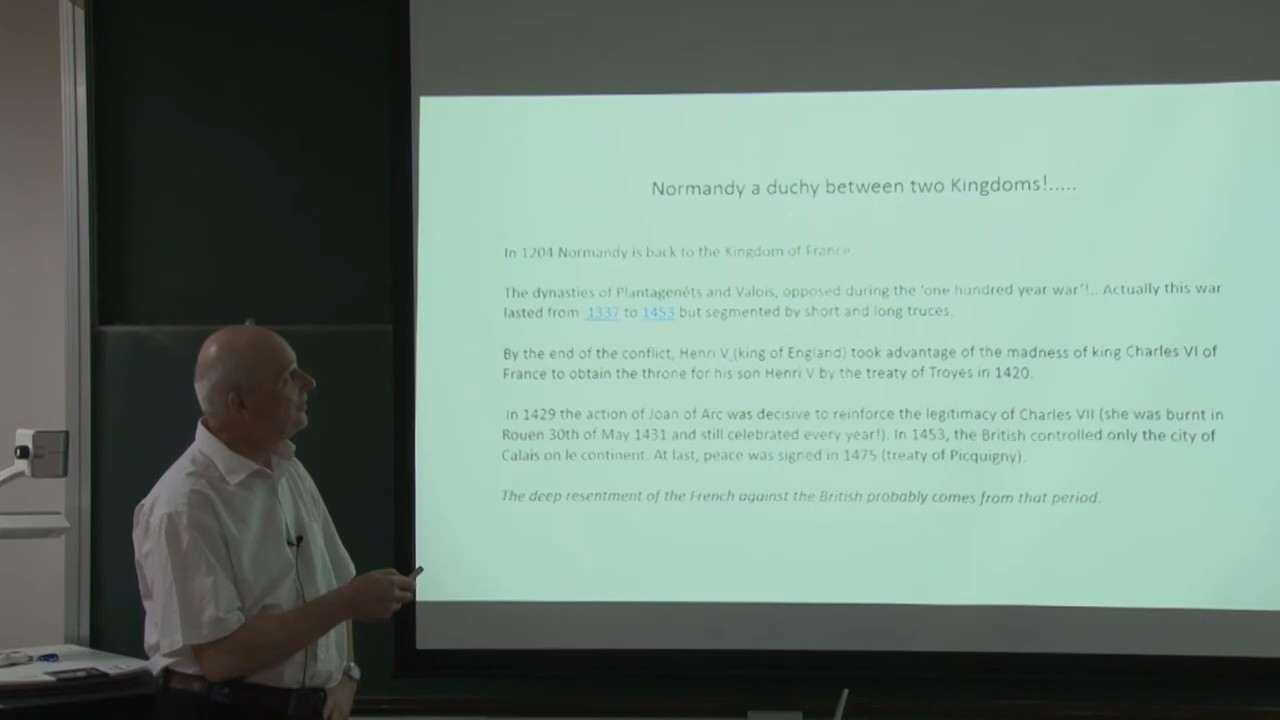 Normandy a duchy between two Kingdoms!.....
In 1204 Normandy is back to the Kingdom of France.
The dynasties of Plantagenêts and Valois, opposed during the 'one hundred year war'!.. Actually this war
lasted from 1337 to 1453 but segmented by short and long truces.
By the end of the conflict, Henri V (king of England) took advantage of the madness of king Charles VI of
France to obtain the throne for his son Henri V by the treaty of Troyes in 1420.
In 1429 the action of Joan of Arc was decisive to reinforce the legitimacy of Charles VII (she was burnt in
Rouen 30th of May 1431 and still celebrated every year!). In 1453, the British controlled only the city of
Calais on le continent. At last, peace was signed in 1475 (treaty of Picquigny).
The deep resentment of the French against the British probably comes from that period.